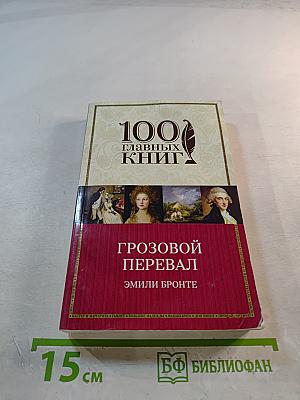 100
ГЛАВНЫХ
КНИГ
ГРОЗОВОЙ
ПЕРЕВАЛ
ЭМИЛИ БРОНТЕ
15 см
БФ БИБЛИОФАН